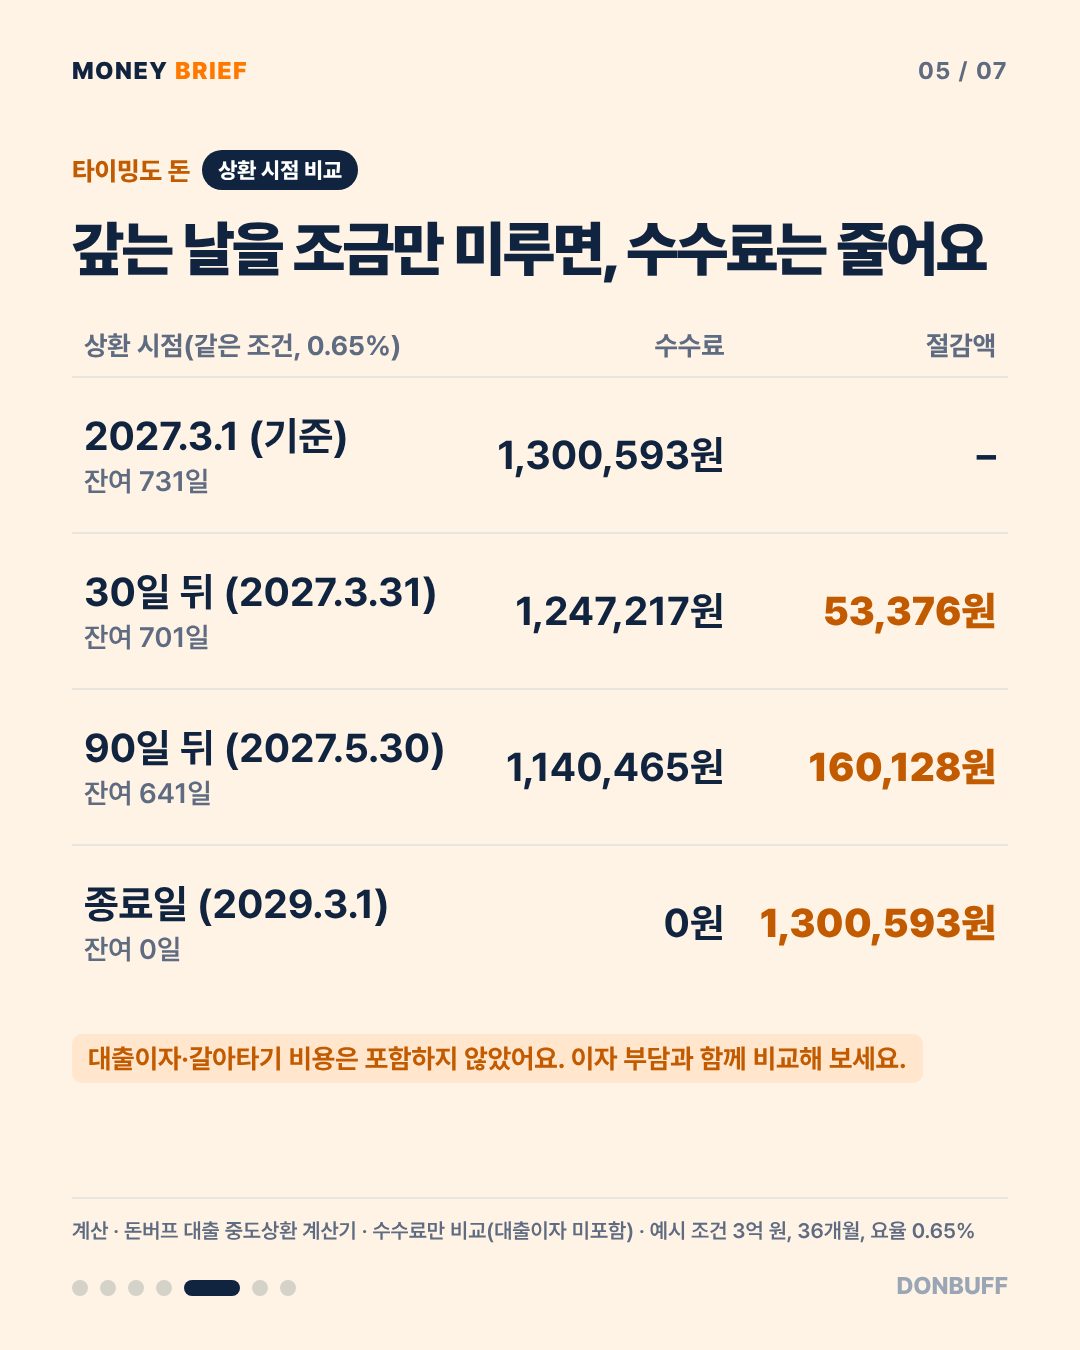 MONEY BRIEF
05 / 07
타이밍도 돈 상환 시점 비교
갚는 날을 조금만 미루면, 수수료는 줄어요
상환 시점(같은 조건, 0.65%) 수수료 절감액
2027.3.1 (기준) 1,300,593원 –
잔여 731일
30일 뒤 (2027.3.31) 1,247,217원 53,376원
잔여 701일
90일 뒤 (2027.5.30) 1,140,465원 160,128원
잔여 641일
종료일 (2029.3.1) 0원 1,300,593원
잔여 0일
대출이자·갈아타기 비용은 포함하지 않았어요. 이자 부담과 함께 비교해 보세요.
계산 · 돈버프 대출 중도상환 계산기 · 수수료만 비교(대출이자 미포함) · 예시 조건 3억 원, 36개월, 요율 0.65%
DONBUFF